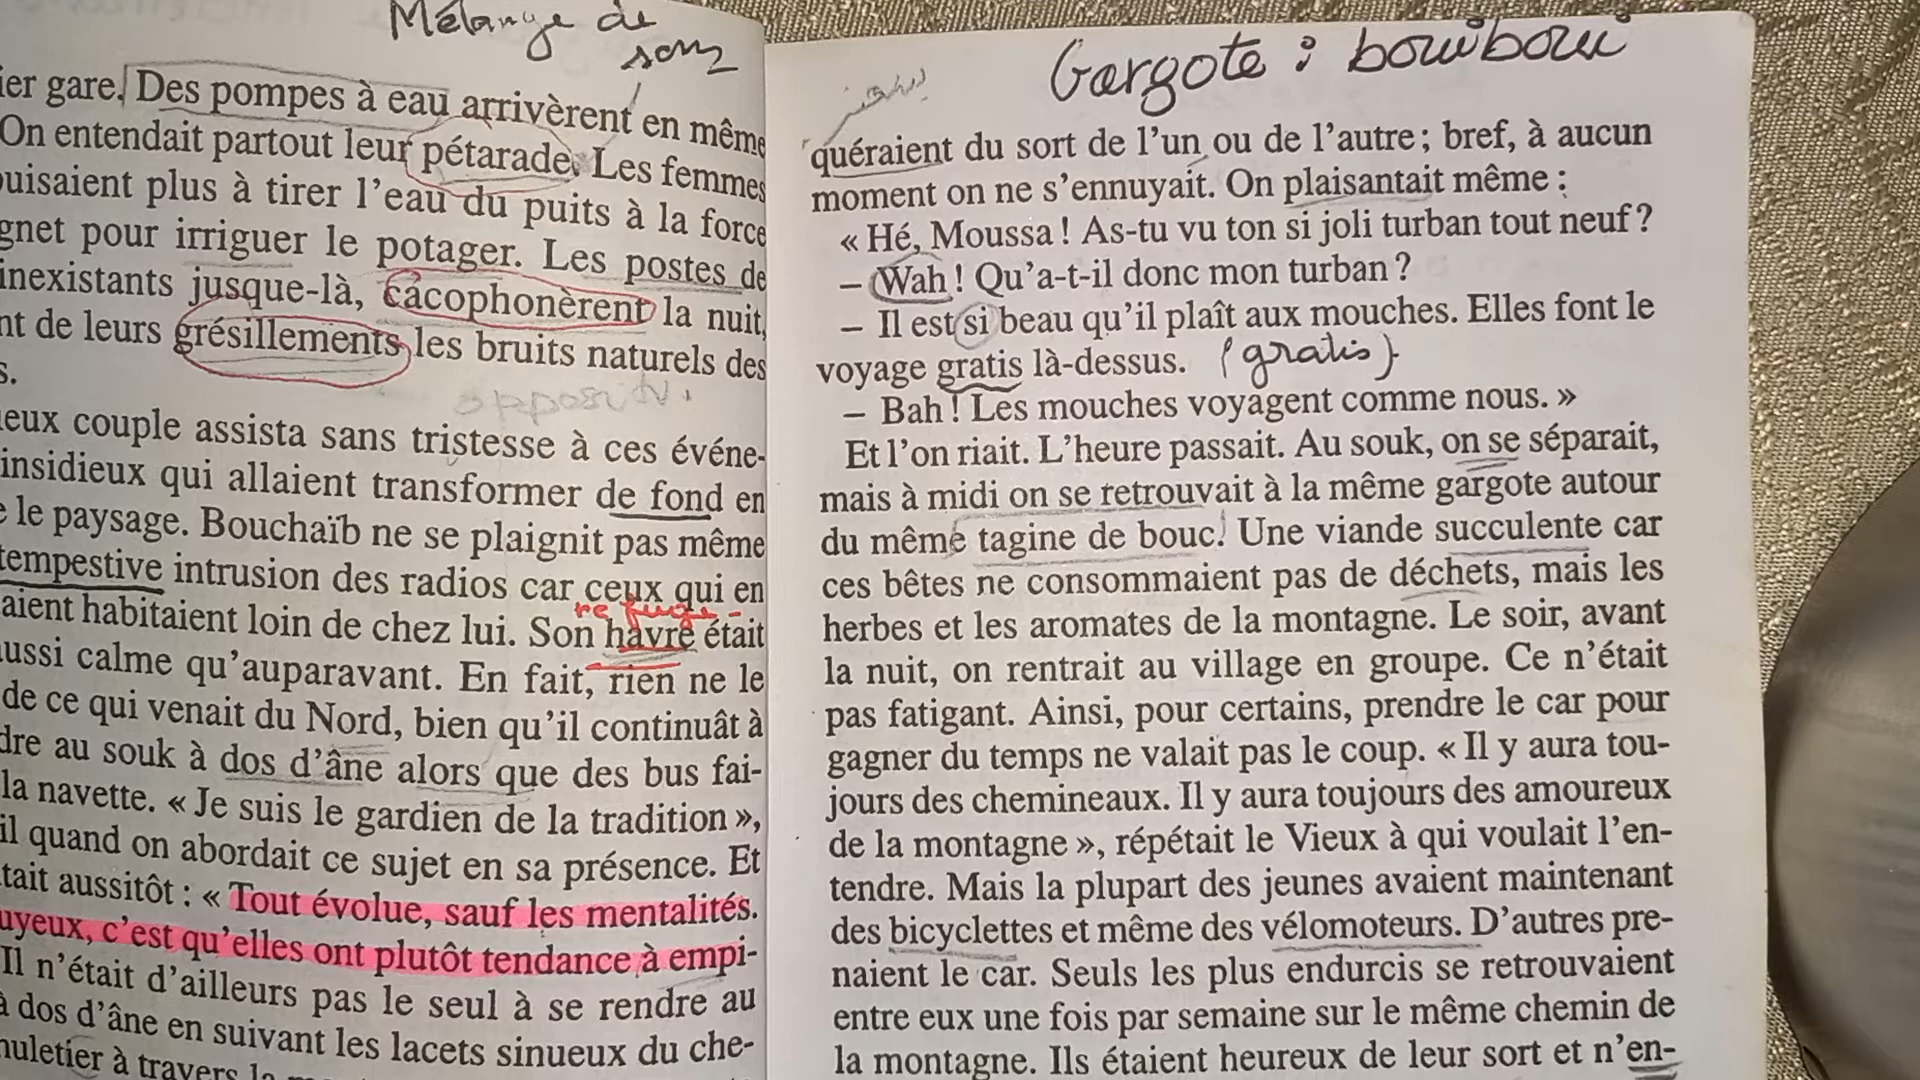 Mélange de
sons
ier gare. Des pompes à eau arrivèrent en même
On entendait partout leur pétarade. Les femmes
uisaient plus à tirer l'eau du puits à la force
gnet pour irriguer le potager. Les postes de
inexistants jusque-là, cacophonèrent la nuit,
nt de leurs grésillements les bruits naturels des
s.
opposit.
ieux couple assista sans tristesse à ces événe-
insidieux qui allaient transformer de fond en
e le paysage. Bouchaïb ne se plaignit pas même
tempestive intrusion des radios car ceux qui en
refuge
aient habitaient loin de chez lui. Son havre était
ussi calme qu'auparavant. En fait, rien ne le
de ce qui venait du Nord, bien qu'il continuât à
dre au souk à dos d'âne alors que des bus fai-
la navette. « Je suis le gardien de la tradition »,
il quand on abordait ce sujet en sa présence. Et
tait aussitôt : « Tout évolue, sauf les mentalités.
uyeux, c'est qu'elles ont plutôt tendance à empi-
Il n'était d'ailleurs pas le seul à se rendre au
à dos d'âne en suivant les lacets sinueux du che-
muletier à travers la
Gargote : bouiboui
quéraient du sort de l'un ou de l'autre ; bref, à aucun
moment on ne s'ennuyait. On plaisantait même :
« Hé, Moussa ! As-tu vu ton si joli turban tout neuf ?
– Wah ! Qu'a-t-il donc mon turban ?
– Il est si beau qu'il plaît aux mouches. Elles font le
voyage gratis là-dessus. (gratis)
– Bah ! Les mouches voyagent comme nous. »
Et l'on riait. L'heure passait. Au souk, on se séparait,
mais à midi on se retrouvait à la même gargote autour
du même tagine de bouc. Une viande succulente car
ces bêtes ne consommaient pas de déchets, mais les
herbes et les aromates de la montagne. Le soir, avant
la nuit, on rentrait au village en groupe. Ce n'était
pas fatigant. Ainsi, pour certains, prendre le car pour
gagner du temps ne valait pas le coup. « Il y aura tou-
jours des chemineaux. Il y aura toujours des amoureux
de la montagne », répétait le Vieux à qui voulait l'en-
tendre. Mais la plupart des jeunes avaient maintenant
des bicyclettes et même des vélomoteurs. D'autres pre-
naient le car. Seuls les plus endurcis se retrouvaient
entre eux une fois par semaine sur le même chemin de
la montagne. Ils étaient heureux de leur sort et n'en-